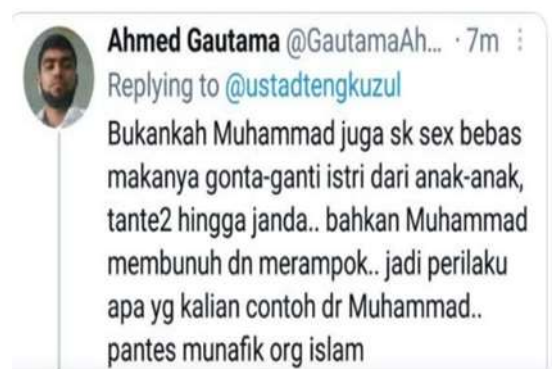 Ahmed Gautama @GautamaAh... · 7m
Replying to @ustadtengkuzul
Bukankah Muhammad juga sk sex bebas
makanya gonta-ganti istri dari anak-anak,
tante2 hingga janda.. bahkan Muhammad
membunuh dn merampok.. jadi perilaku
apa yg kalian contoh dr Muhammad..
pantes munafik org islam